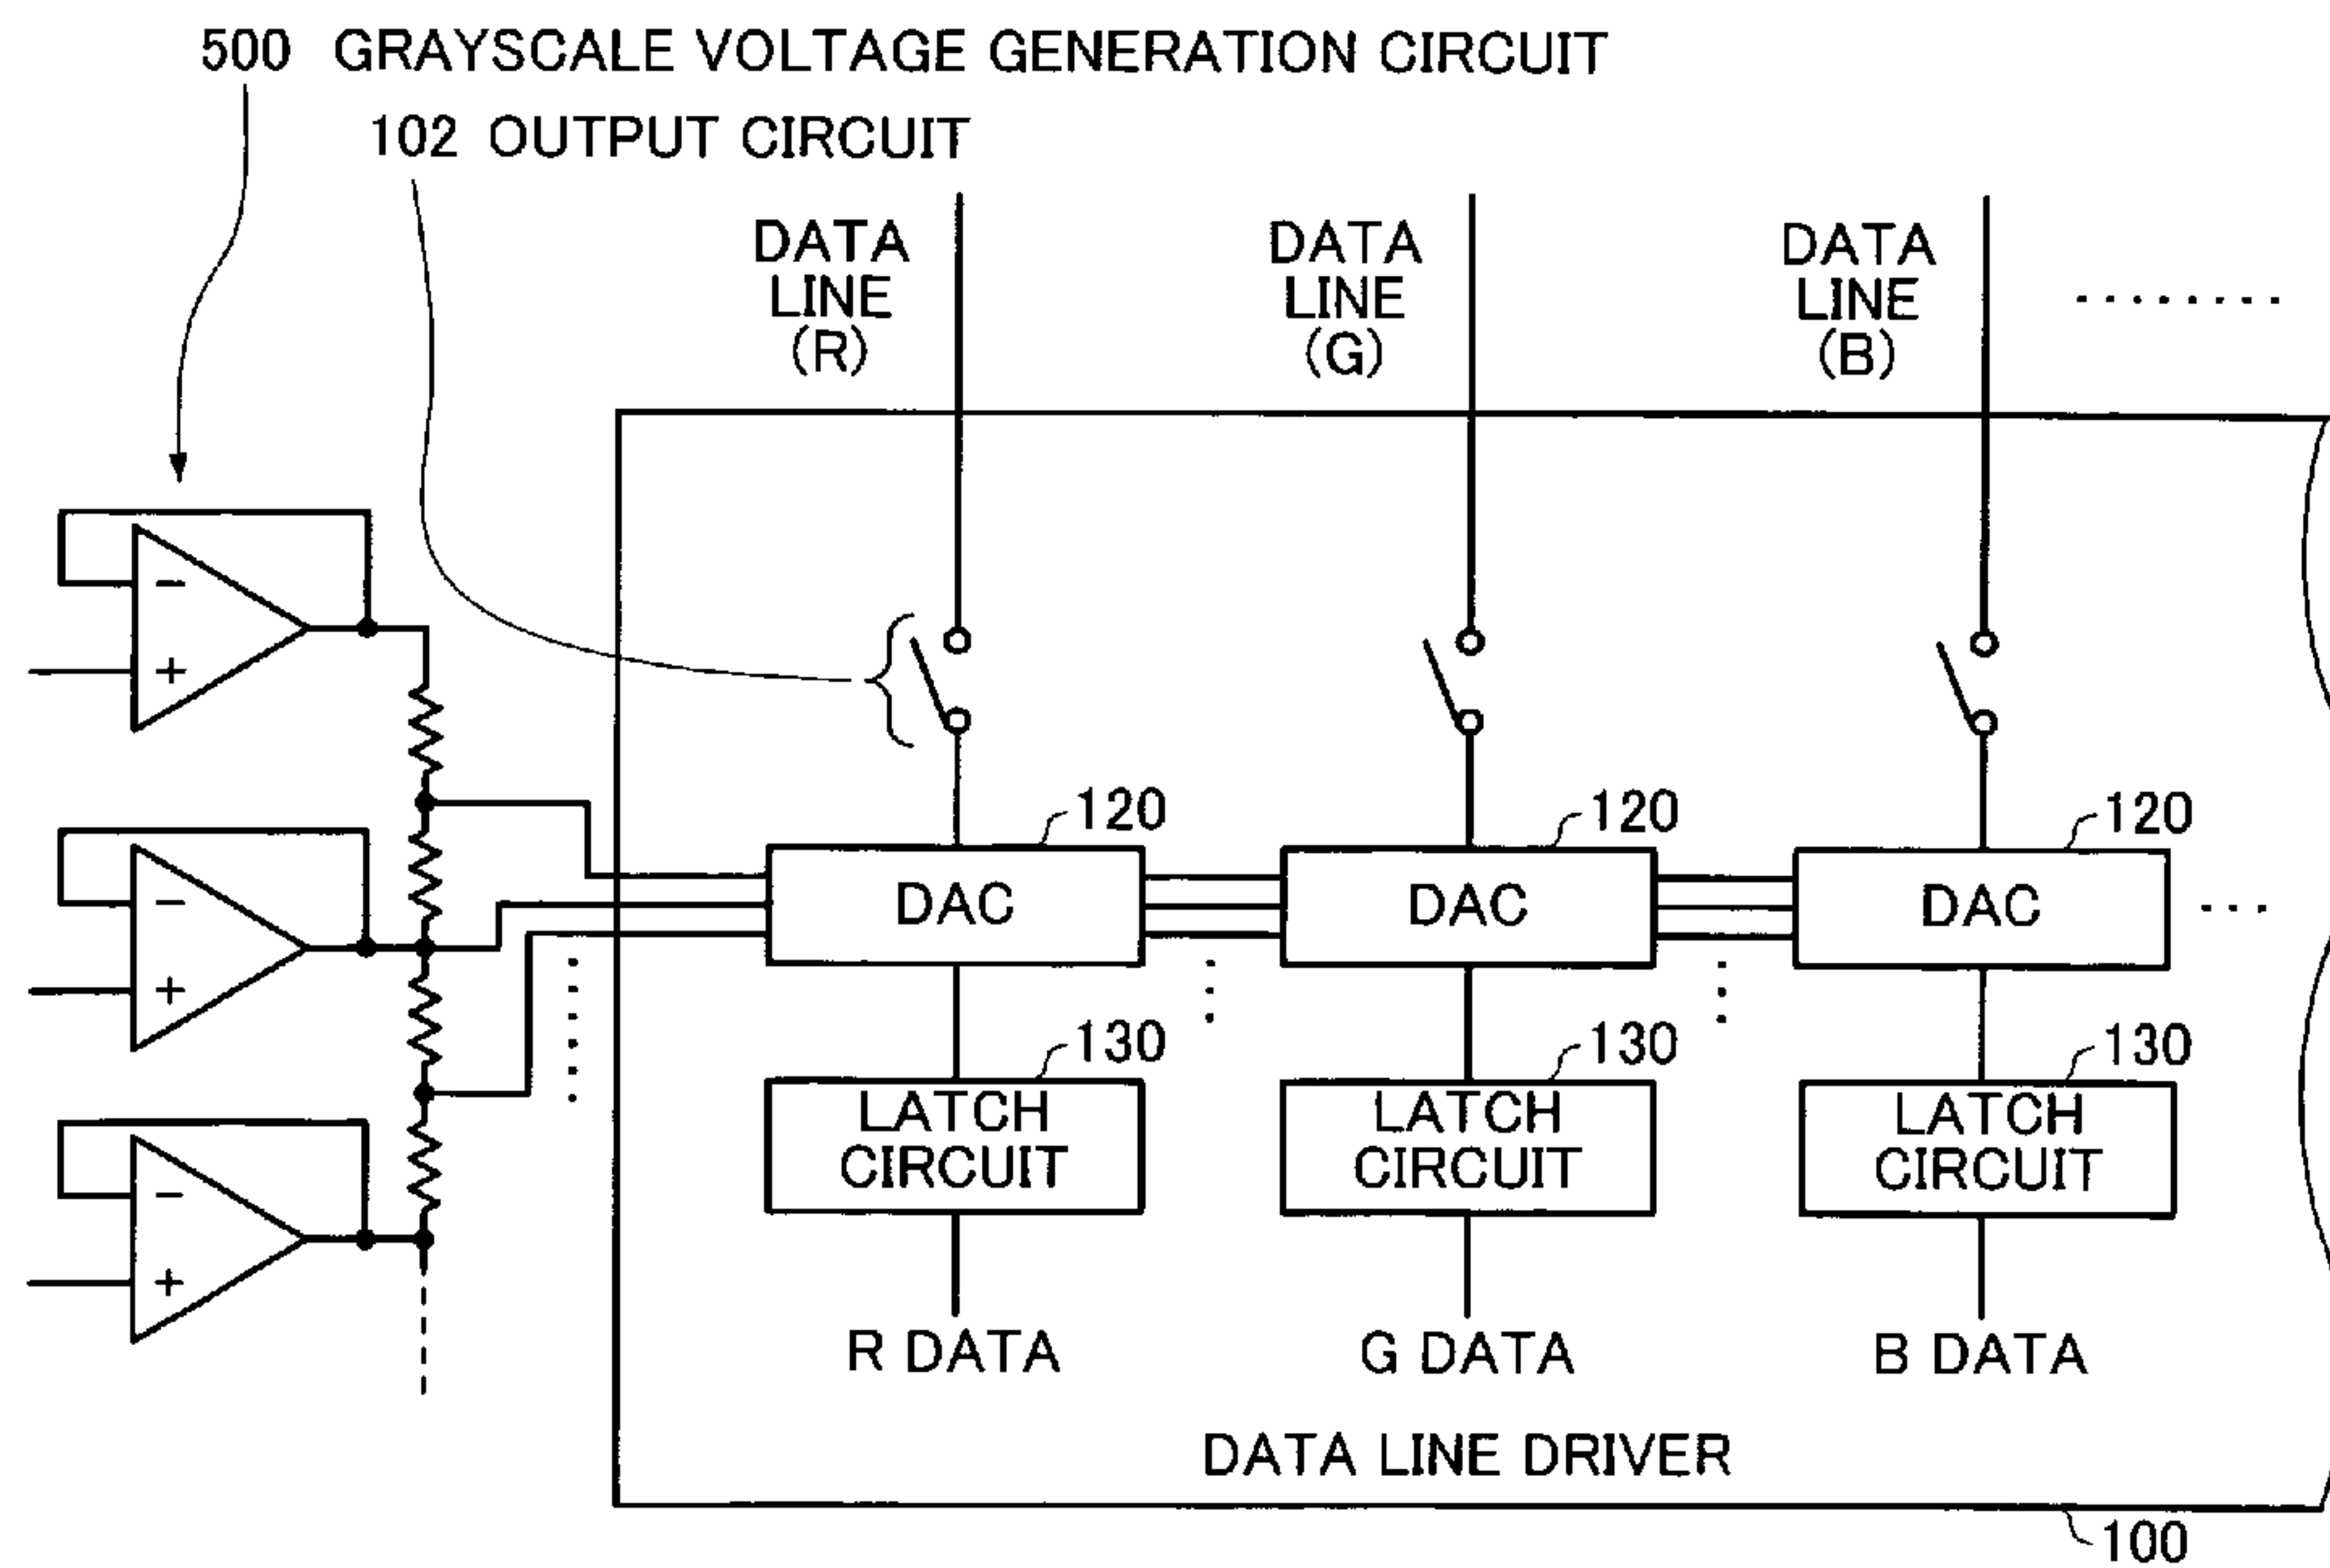 500 GRAYSCALE VOLTAGE GENERATION CIRCUIT
102 OUTPUT CIRCUIT
DATA LINE (R)
DATA LINE (G)
DATA LINE (B)
........
−
+
−
+
−
+
120
120
120
DAC
DAC
DAC
...
130
130
130
LATCH CIRCUIT
LATCH CIRCUIT
LATCH CIRCUIT
R DATA
G DATA
B DATA
DATA LINE DRIVER
100